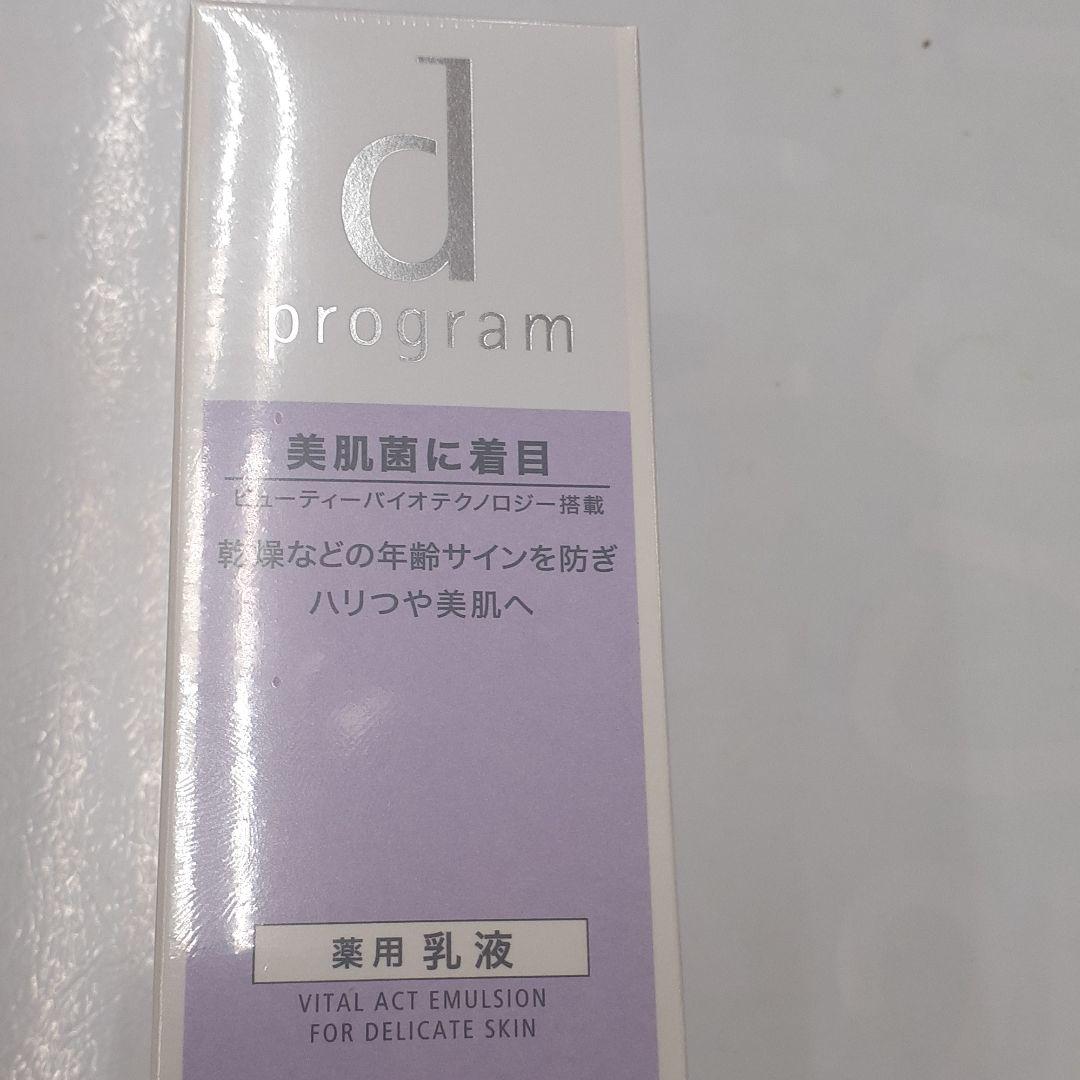 d
program
美肌菌に着目
ビューティーバイオテクノロジー搭載
乾燥などの年齢サインを防ぎ
ハリつや美肌へ
薬用 乳液
VITAL ACT EMULSION
FOR DELICATE SKIN